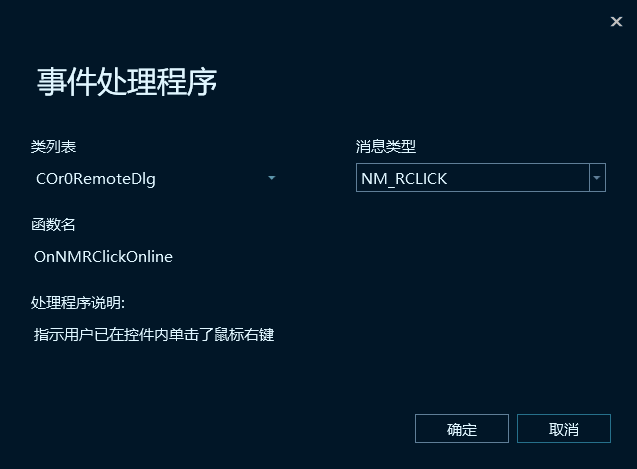 事件处理程序
类列表
消息类型
COr0RemoteDlg
NM_RCLICK
函数名
OnNMRClickOnline
处理程序说明:
指示用户已在控件内单击了鼠标右键
确定
取消